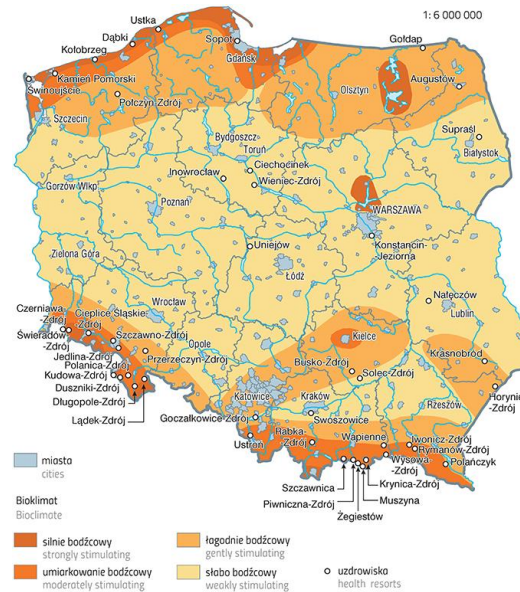 1:6 000 000
Ustka
Dąbki
Sopot
Gołdap
Kołobrzeg
Gdańsk
Kamień Pomorski
Świnoujście
Augustów
Olsztyn
Połczyn-Zdrój
Szczecin
Supraśl
Bydgoszcz
Białystok
Toruń
Ciechocinek
Inowrocław
Wieniec-Zdrój
Gorzów Wlkp.
Poznań
WARSZAWA
Konstancin-
Jeziorna
Uniejów
Zielona Góra
Łódź
Nałęczów
Lublin
Wrocław
Czerniawa-
-Zdrój
Cieplice Śląskie-
Zdrój
Świeradów
-Zdrój
Szczawno-Zdrój
Opole
Kielce
Jedlina-Zdrój
Przerzeczyn-Zdrój
Krasnobród
Polanica-Zdrój
Busko-Zdrój
Kudowa-Zdrój
Solec-Zdrój
Duszniki-Zdrój
Długopole-Zdrój
Katowice
Kraków
Rzeszów
Horyniec
-Zdrój
Lądek-Zdrój
Goczałkowice-Zdrój
Swoszowice
Ustroń
Rabka-
Zdrój
Wapienne
Iwonicz-Zdrój
Rymanów-Zdrój
Wysowa
-Zdrój
Polańczyk
Krynica-Zdrój
Szczawnica
Muszyna
Piwniczna-Zdrój
Żegiestów
miasta
cities
Bioklimat
Bioclimate
silnie bodźcowy
strongly stimulating
łagodnie bodźcowy
gently stimulating
umiarkowanie bodźcowy
moderately stimulating
słabo bodźcowy
weakly stimulating
uzdrowiska
health resorts